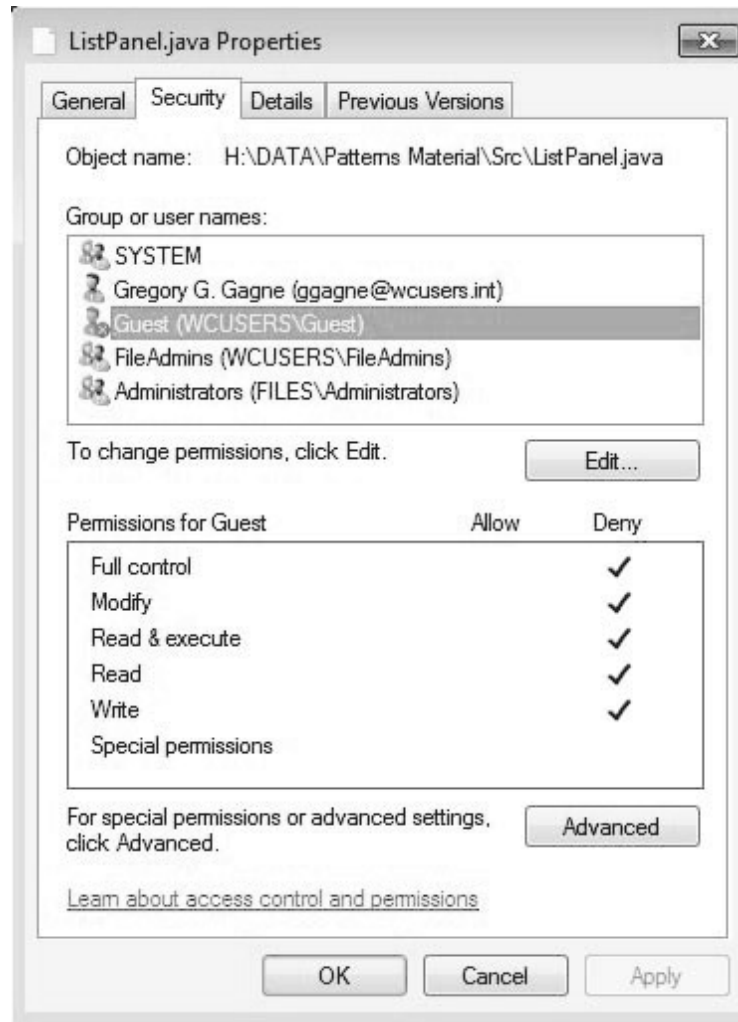 ListPanel.java Properties
General Security Details Previous Versions
Object name: H:\DATA\Patterns Material\Src\ListPanel.java
Group or user names:
SYSTEM
Gregory G. Gagne (ggagne@wcusers.int)
Guest (WCUSERS\Guest)
FileAdmins (WCUSERS\FileAdmins)
Administrators (FILES\Administrators)
To change permissions, click Edit.
Edit...
Permissions for Guest Allow Deny
Full control
Modify
Read & execute
Read
Write
Special permissions
For special permissions or advanced settings,
click Advanced.
Advanced
Learn about access control and permissions
OK Cancel Apply